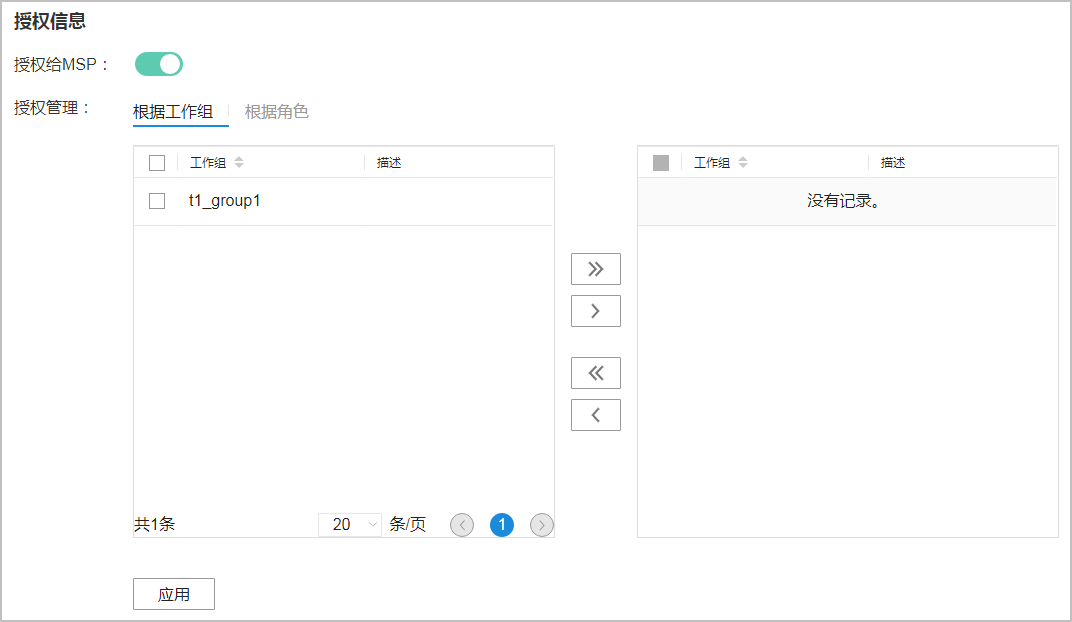 授权信息
授权给MSP：
授权管理：
根据工作组 根据角色
工作组 描述
t1_group1
共1条 20 条/页 1
工作组 描述
没有记录。
应用